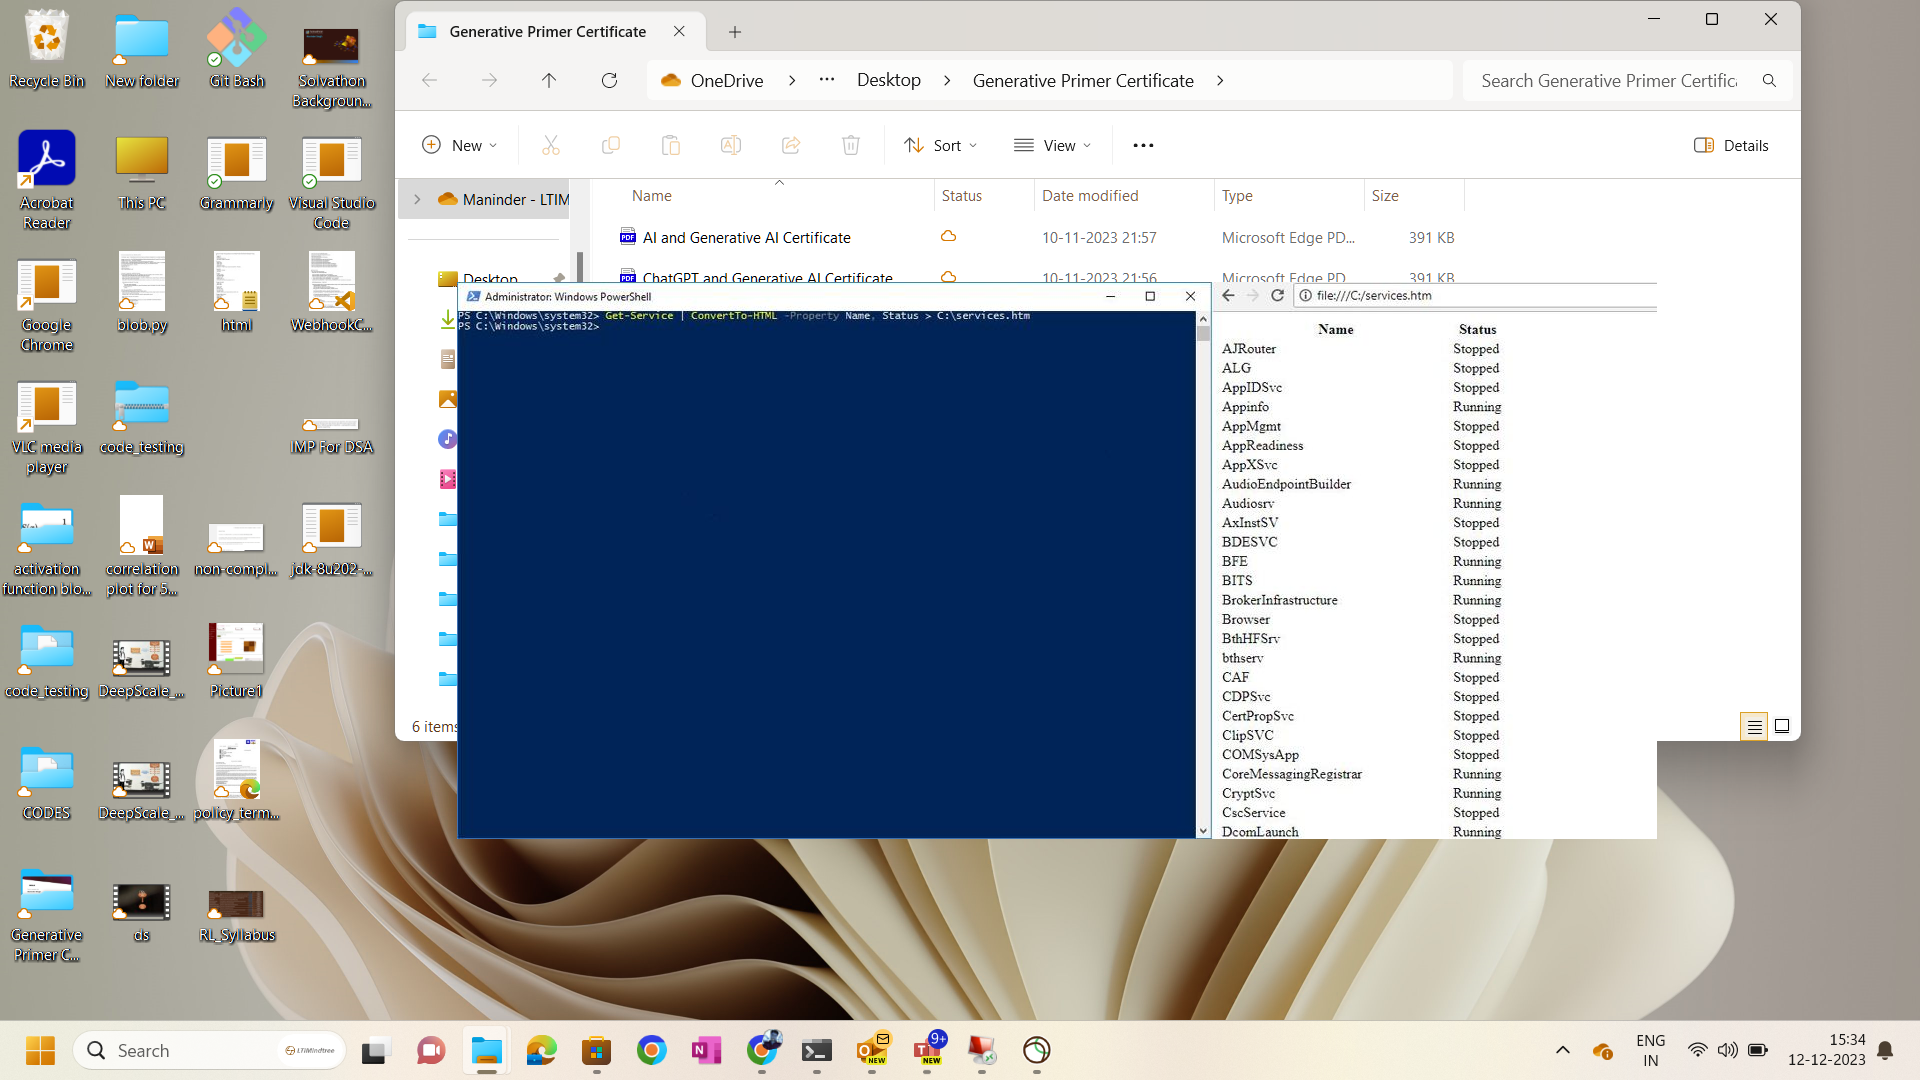 Recycle Bin
New folder
Git Bash
Solvathon
Backgroun...
Acrobat
Reader
This PC
Grammarly
Visual Studio
Code
Google
Chrome
blob.py
html
WebhookC...
VLC media
player
code_testing
IMP For DSA
activation
function blo...
correlation
plot for 5...
non-compl...
jdk-8u202-...
code_testing
DeepScale_...
Picture1
CODES
DeepScale_...
policy_term...
Generative
Primer C...
ds
RL_Syllabus
Generative Primer Certificate
OneDrive > ... Desktop > Generative Primer Certificate >
Search Generative Primer Certific
New
Sort
View
Details
Maninder - LTIM
Desktop
Name Status Date modified Type Size
AI and Generative AI Certificate 10-11-2023 21:57 Microsoft Edge PD... 391 KB
ChatGPT and Generative AI Certificate 10-11-2023 21:56 Microsoft Edge PD 391 KB
6 items
Administrator: Windows PowerShell
PS C:\Windows\system32> Get-Service | ConvertTo-HTML -Property Name, Status > C:\services.htm
PS C:\Windows\system32>
file:///C:/services.htm
Name Status
AJRouter Stopped
ALG Stopped
AppIDSvc Stopped
Appinfo Running
AppMgmt Stopped
AppReadiness Stopped
AppXSvc Stopped
AudioEndpointBuilder Running
Audiosrv Running
AxInstSV Stopped
BDESVC Stopped
BFE Running
BITS Running
BrokerInfrastructure Running
Browser Stopped
BthHFSrv Stopped
bthserv Running
CAF Stopped
CDPSvc Stopped
CertPropSvc Stopped
ClipSVC Stopped
COMSysApp Stopped
CoreMessagingRegistrar Running
CryptSvc Running
CscService Stopped
DcomLaunch Running
Search
LTIMindtree
NEW
9+
NEW
ENG
IN
15:34
12-12-2023